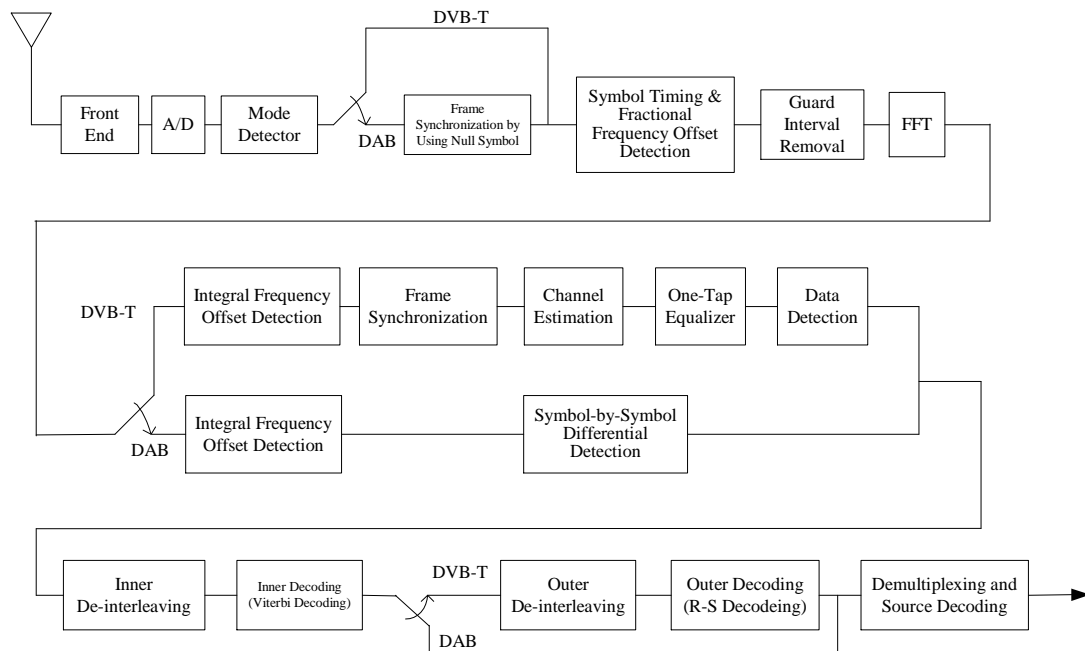 DVB-T
Front
End
A/D
Mode
Detector
DAB
Frame
Synchronization by
Using Null Symbol
Symbol Timing &
Fractional
Frequency Offset
Detection
Guard
Interval
Removal
FFT
DVB-T
Integral Frequency
Offset Detection
Frame
Synchronization
Channel
Estimation
One-Tap
Equalizer
Data
Detection
DAB
Integral Frequency
Offset Detection
Symbol-by-Symbol
Differential
Detection
Inner
De-interleaving
Inner Decoding
(Viterbi Decoding)
DVB-T
DAB
Outer
De-interleaving
Outer Decoding
(R-S Decodeing)
Demultiplexing and
Source Decoding